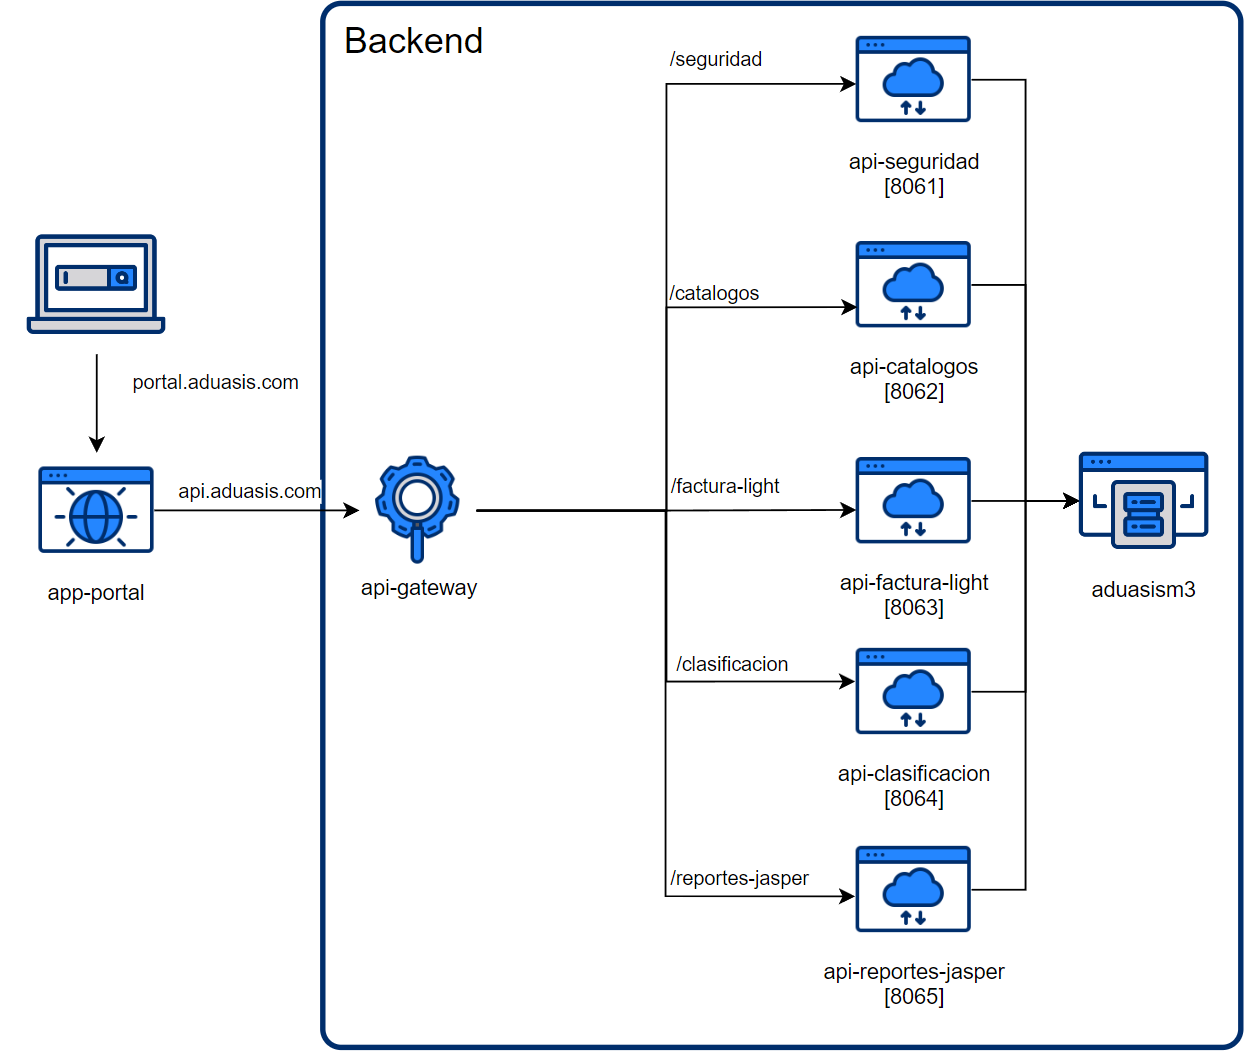 Backend
/seguridad
api-seguridad
[8061]
/catalogos
api-catalogos
[8062]
portal.aduasis.com
api.aduasis.com
app-portal
api-gateway
/factura-light
api-factura-light
[8063]
aduasism3
/clasificacion
api-clasificacion
[8064]
/reportes-jasper
api-reportes-jasper
[8065]